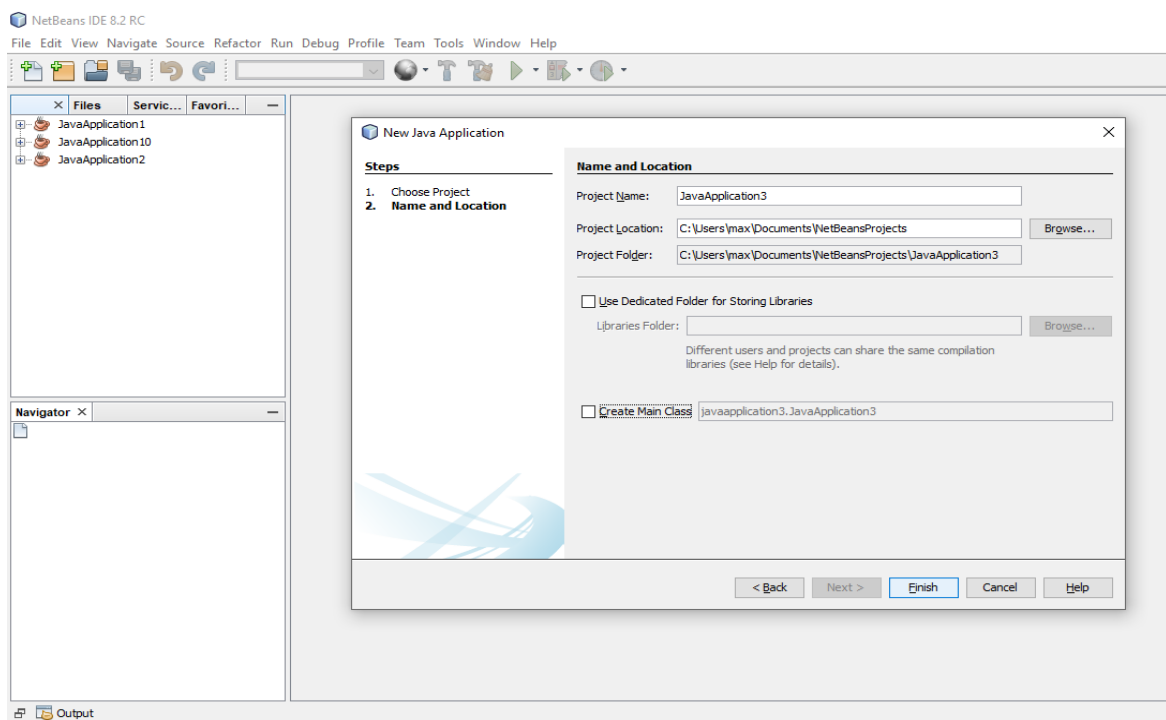 NetBeans IDE 8.2 RC
File Edit View Navigate Source Refactor Run Debug Profile Team Tools Window Help
Files Servic... Favori...
JavaApplication1
JavaApplication10
JavaApplication2
Navigator
Output
New Java Application
Steps
1. Choose Project
2. Name and Location
Name and Location
Project Name: JavaApplication3
Project Location: C:\Users\max\Documents\NetBeansProjects Browse...
Project Folder: C:\Users\max\Documents\NetBeansProjects\JavaApplication3
Use Dedicated Folder for Storing Libraries
Libraries Folder: Browse...
Different users and projects can share the same compilation
libraries (see Help for details).
Create Main Class javaapplication3.JavaApplication3
< Back Next > Finish Cancel Help